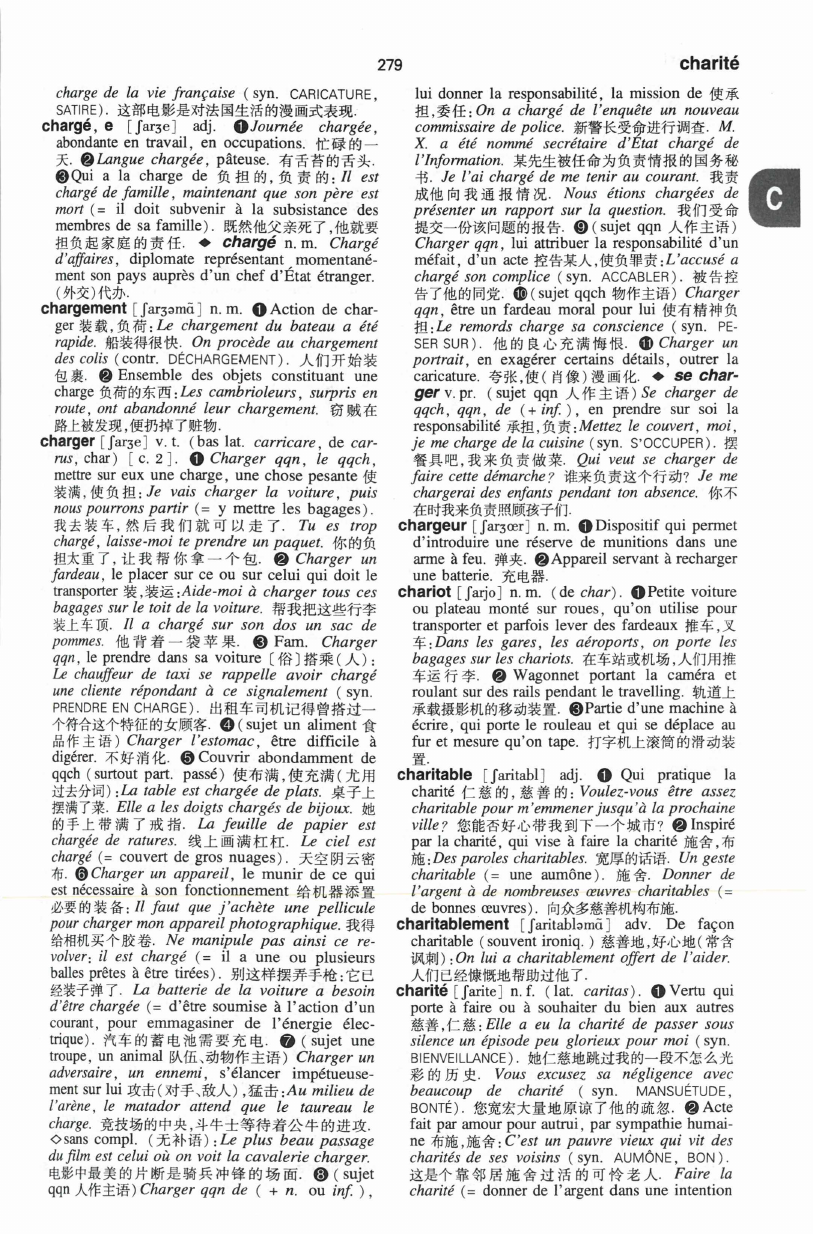 279
charité
charge de la vie française ( syn. CARICATURE,
SATIRE). 这部电影是对法国生活的漫画式表现.
chargé, e [ʃarʒe] adj. ❶Journée chargée,
abondante en travail, en occupations. 忙碌的一
天. ❷Langue chargée, pâteuse. 有舌苔的舌头.
❸Qui a la charge de 负担的,负责的: Il est
chargé de famille, maintenant que son père est
mort (= il doit subvenir à la subsistance des
membres de sa famille). 既然他父亲死了,他就要
担负起家庭的责任. ◆ chargé n. m. Chargé
d'affaires, diplomate représentant momentané-
ment son pays auprès d'un chef d'État étranger.
(外交)代办.
chargement [ʃarʒəmɑ̃] n. m. ❶Action de char-
ger 装载,负荷: Le chargement du bateau a été
rapide. 船装得很快. On procède au chargement
des colis (contr. DÉCHARGEMENT). 人们开始装
包裹. ❷ Ensemble des objets constituant une
charge 负荷的东西: Les cambrioleurs, surpris en
route, ont abandonné leur chargement. 窃贼在
路上被发现,便扔掉了赃物.
charger [ʃarʒe] v. t. (bas lat. carricare, de car-
rus, char) [ c. 2 ]. ❶ Charger qqn, le qqch,
mettre sur eux une charge, une chose pesante 使
装满,使负担: Je vais charger la voiture, puis
nous pourrons partir (= y mettre les bagages).
我去装车,然后我们就可以走了. Tu es trop
chargé, laisse-moi te prendre un paquet. 你的负
担太重了,让我帮你拿一个包. ❷ Charger un
fardeau, le placer sur ce ou sur celui qui doit le
transporter 装,装运: Aide-moi à charger tous ces
bagages sur le toit de la voiture. 帮我把这些行李
装上车顶. Il a chargé sur son dos un sac de
pommes. 他背着一袋苹果. ❸ Fam. Charger
qqn, le prendre dans sa voiture [俗]搭乘(人):
Le chauffeur de taxi se rappelle avoir chargé
une cliente répondant à ce signalement ( syn.
PRENDRE EN CHARGE). 出租车司机记得曾搭过一
个符合这个特征的女顾客. ❹(sujet un aliment 食
品作主语) Charger l'estomac, être difficile à
digérer. 不好消化. ❺ Couvrir abondamment de
qqch (surtout part. passé) 使布满,使充满(尤用
过去分词): La table est chargée de plats. 桌子上
摆满了菜. Elle a les doigts chargés de bijoux. 她
的手上带满了戒指. La feuille de papier est
chargée de ratures. 线上画满杠杠. Le ciel est
chargé (= couvert de gros nuages). 天空阴云密
布. ❻Charger un appareil, le munir de ce qui
est nécessaire à son fonctionnement 给机器添置
必要的装备: Il faut que j'achète une pellicule
pour charger mon appareil photographique. 我得
给相机买个胶卷. Ne manipule pas ainsi ce re-
volver: il est chargé (= il a une ou plusieurs
balles prêtes à être tirées). 别这样摆弄手枪:它已
经装子弹了. La batterie de la voiture a besoin
d'être chargée (= d'être soumise à l'action d'un
courant, pour emmagasiner de l'énergie élec-
trique). 汽车的蓄电池需要充电. ❼ ( sujet une
troupe, un animal 队伍、动物作主语) Charger un
adversaire, un ennemi, s'élancer impétueuse-
ment sur lui 攻击(对手、敌人),猛击: Au milieu de
l'arène, le matador attend que le taureau le
charge. 竞技场的中央,斗牛士等待着公牛的进攻.
◇sans compl. (无补语): Le plus beau passage
du film est celui où on voit la cavalerie charger.
电影中最美的片断是骑兵冲锋的场面. ❽ ( sujet
qqn 人作主语) Charger qqn de ( + n. ou inf. ),
lui donner la responsabilité, la mission de 使承
担,委任: On a chargé de l'enquête un nouveau
commissaire de police. 新警长受命进行调查. M.
X. a été nommé secrétaire d'État chargé de
l'Information. 某先生被任命为负责情报的国务秘
书. Je l'ai chargé de me tenir au courant. 我责
成他向我通报情况. Nous étions chargées de
présenter un rapport sur la question. 我们受命
提交一份该问题的报告. ❾(sujet qqn 人作主语)
Charger qqn, lui attribuer la responsabilité d'un
méfait, d'un acte 控告某人,使负罪责: L'accusé a
chargé son complice (syn. ACCABLER). 被告控
告了他的同党. ❿(sujet qqch 物作主语) Charger
qqn, être un fardeau moral pour lui 使有精神负
担: Le remords charge sa conscience (syn. PE-
SER SUR). 他的良心充满悔恨. ⓫ Charger un
portrait, en exagérer certains détails, outrer la
caricature. 夸张,使(肖像)漫画化. ◆ se char-
ger v. pr. (sujet qqn 人作主语) Se charger de
qqch, qqn, de (+ inf.), en prendre sur soi la
responsabilité 承担,负责: Mettez le couvert, moi,
je me charge de la cuisine (syn. S'OCCUPER). 摆
餐具吧,我来负责做菜. Qui veut se charger de
faire cette démarche? 谁来负责这个行动? Je me
chargerai des enfants pendant ton absence. 你不
在时我来负责照顾孩子们.
chargeur [ʃarʒœr] n. m. ❶Dispositif qui permet
d'introduire une réserve de munitions dans une
arme à feu. 弹夹. ❷Appareil servant à recharger
une batterie. 充电器.
chariot [ʃarjo] n. m. (de char). ❶Petite voiture
ou plateau monté sur roues, qu'on utilise pour
transporter et parfois lever des fardeaux 推车,叉
车: Dans les gares, les aéroports, on porte les
bagages sur les chariots. 在车站或机场,人们用推
车运行李. ❷ Wagonnet portant la caméra et
roulant sur des rails pendant le travelling. 轨道上
承载摄影机的移动装置. ❸Partie d'une machine à
écrire, qui porte le rouleau et qui se déplace au
fur et mesure qu'on tape. 打字机上滚筒的滑动装
置.
charitable [ʃaritabl] adj. ❶ Qui pratique la
charité 仁慈的,慈善的: Voulez-vous être assez
charitable pour m'emmener jusqu'à la prochaine
ville? 您能否好心带我到下一个城市? ❷Inspiré
par la charité, qui vise à faire la charité 施舍,布
施: Des paroles charitables. 宽厚的话语. Un geste
charitable (= une aumône). 施舍. Donner de
l'argent à de nombreuses œuvres charitables (=
de bonnes œuvres). 向众多慈善机构布施.
charitablement [ʃaritabləmɑ̃] adv. De façon
charitable (souvent ironiq. ) 慈善地,好心地(常含
讽刺): On lui a charitablement offert de l'aider.
人们已经慷慨地帮助过他了.
charité [ʃarite] n. f. (lat. caritas). ❶Vertu qui
porte à faire ou à souhaiter du bien aux autres
慈善,仁慈: Elle a eu la charité de passer sous
silence un épisode peu glorieux pour moi (syn.
BIENVEILLANCE). 她仁慈地跳过我的一段不怎么光
彩的历史. Vous excusez sa négligence avec
beaucoup de charité ( syn. MANSUÉTUDE,
BONTÉ). 您宽宏大量地原谅了他的疏忽. ❷Acte
fait par amour pour autrui, par sympathie humai-
ne 布施,施舍: C'est un pauvre vieux qui vit des
charités de ses voisins (syn. AUMÔNE, BON).
这是个靠邻居施舍过活的可怜老人. Faire la
charité (= donner de l'argent dans une intention
C